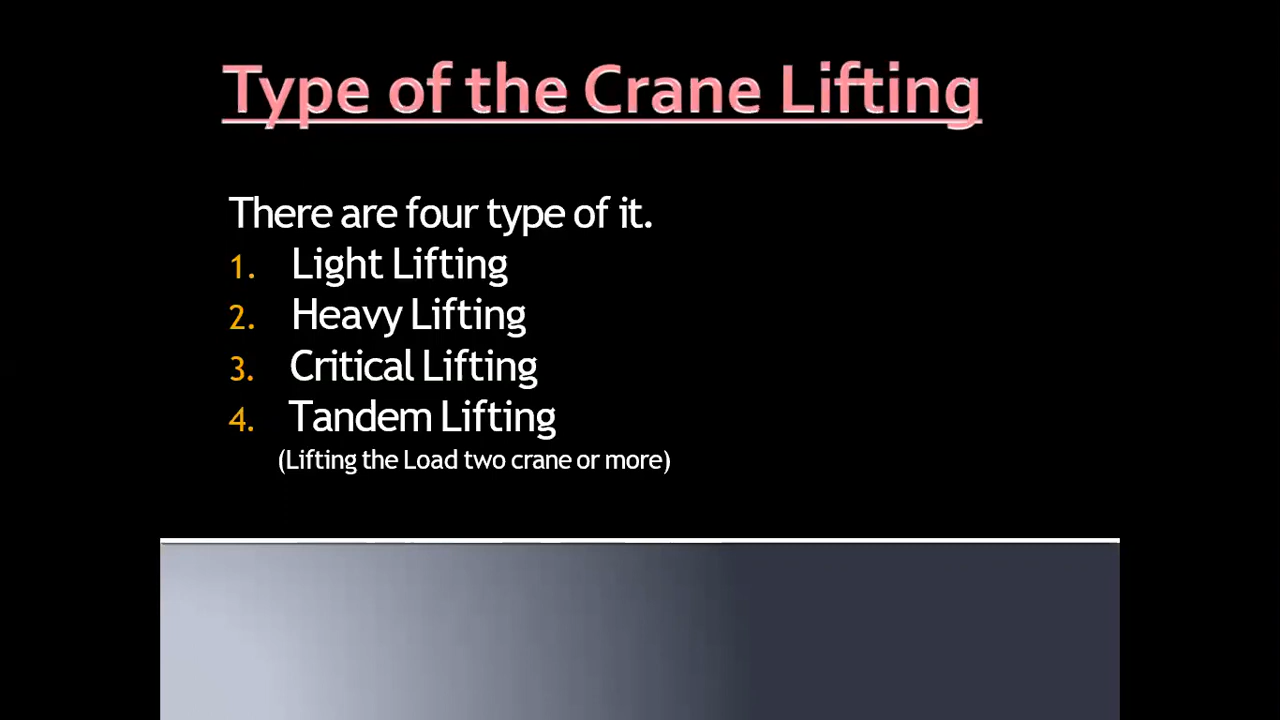 Type of the Crane Lifting
There are four type of it.
1. Light Lifting
2. Heavy Lifting
3. Critical Lifting
4. Tandem Lifting
(Lifting the Load two crane or more)